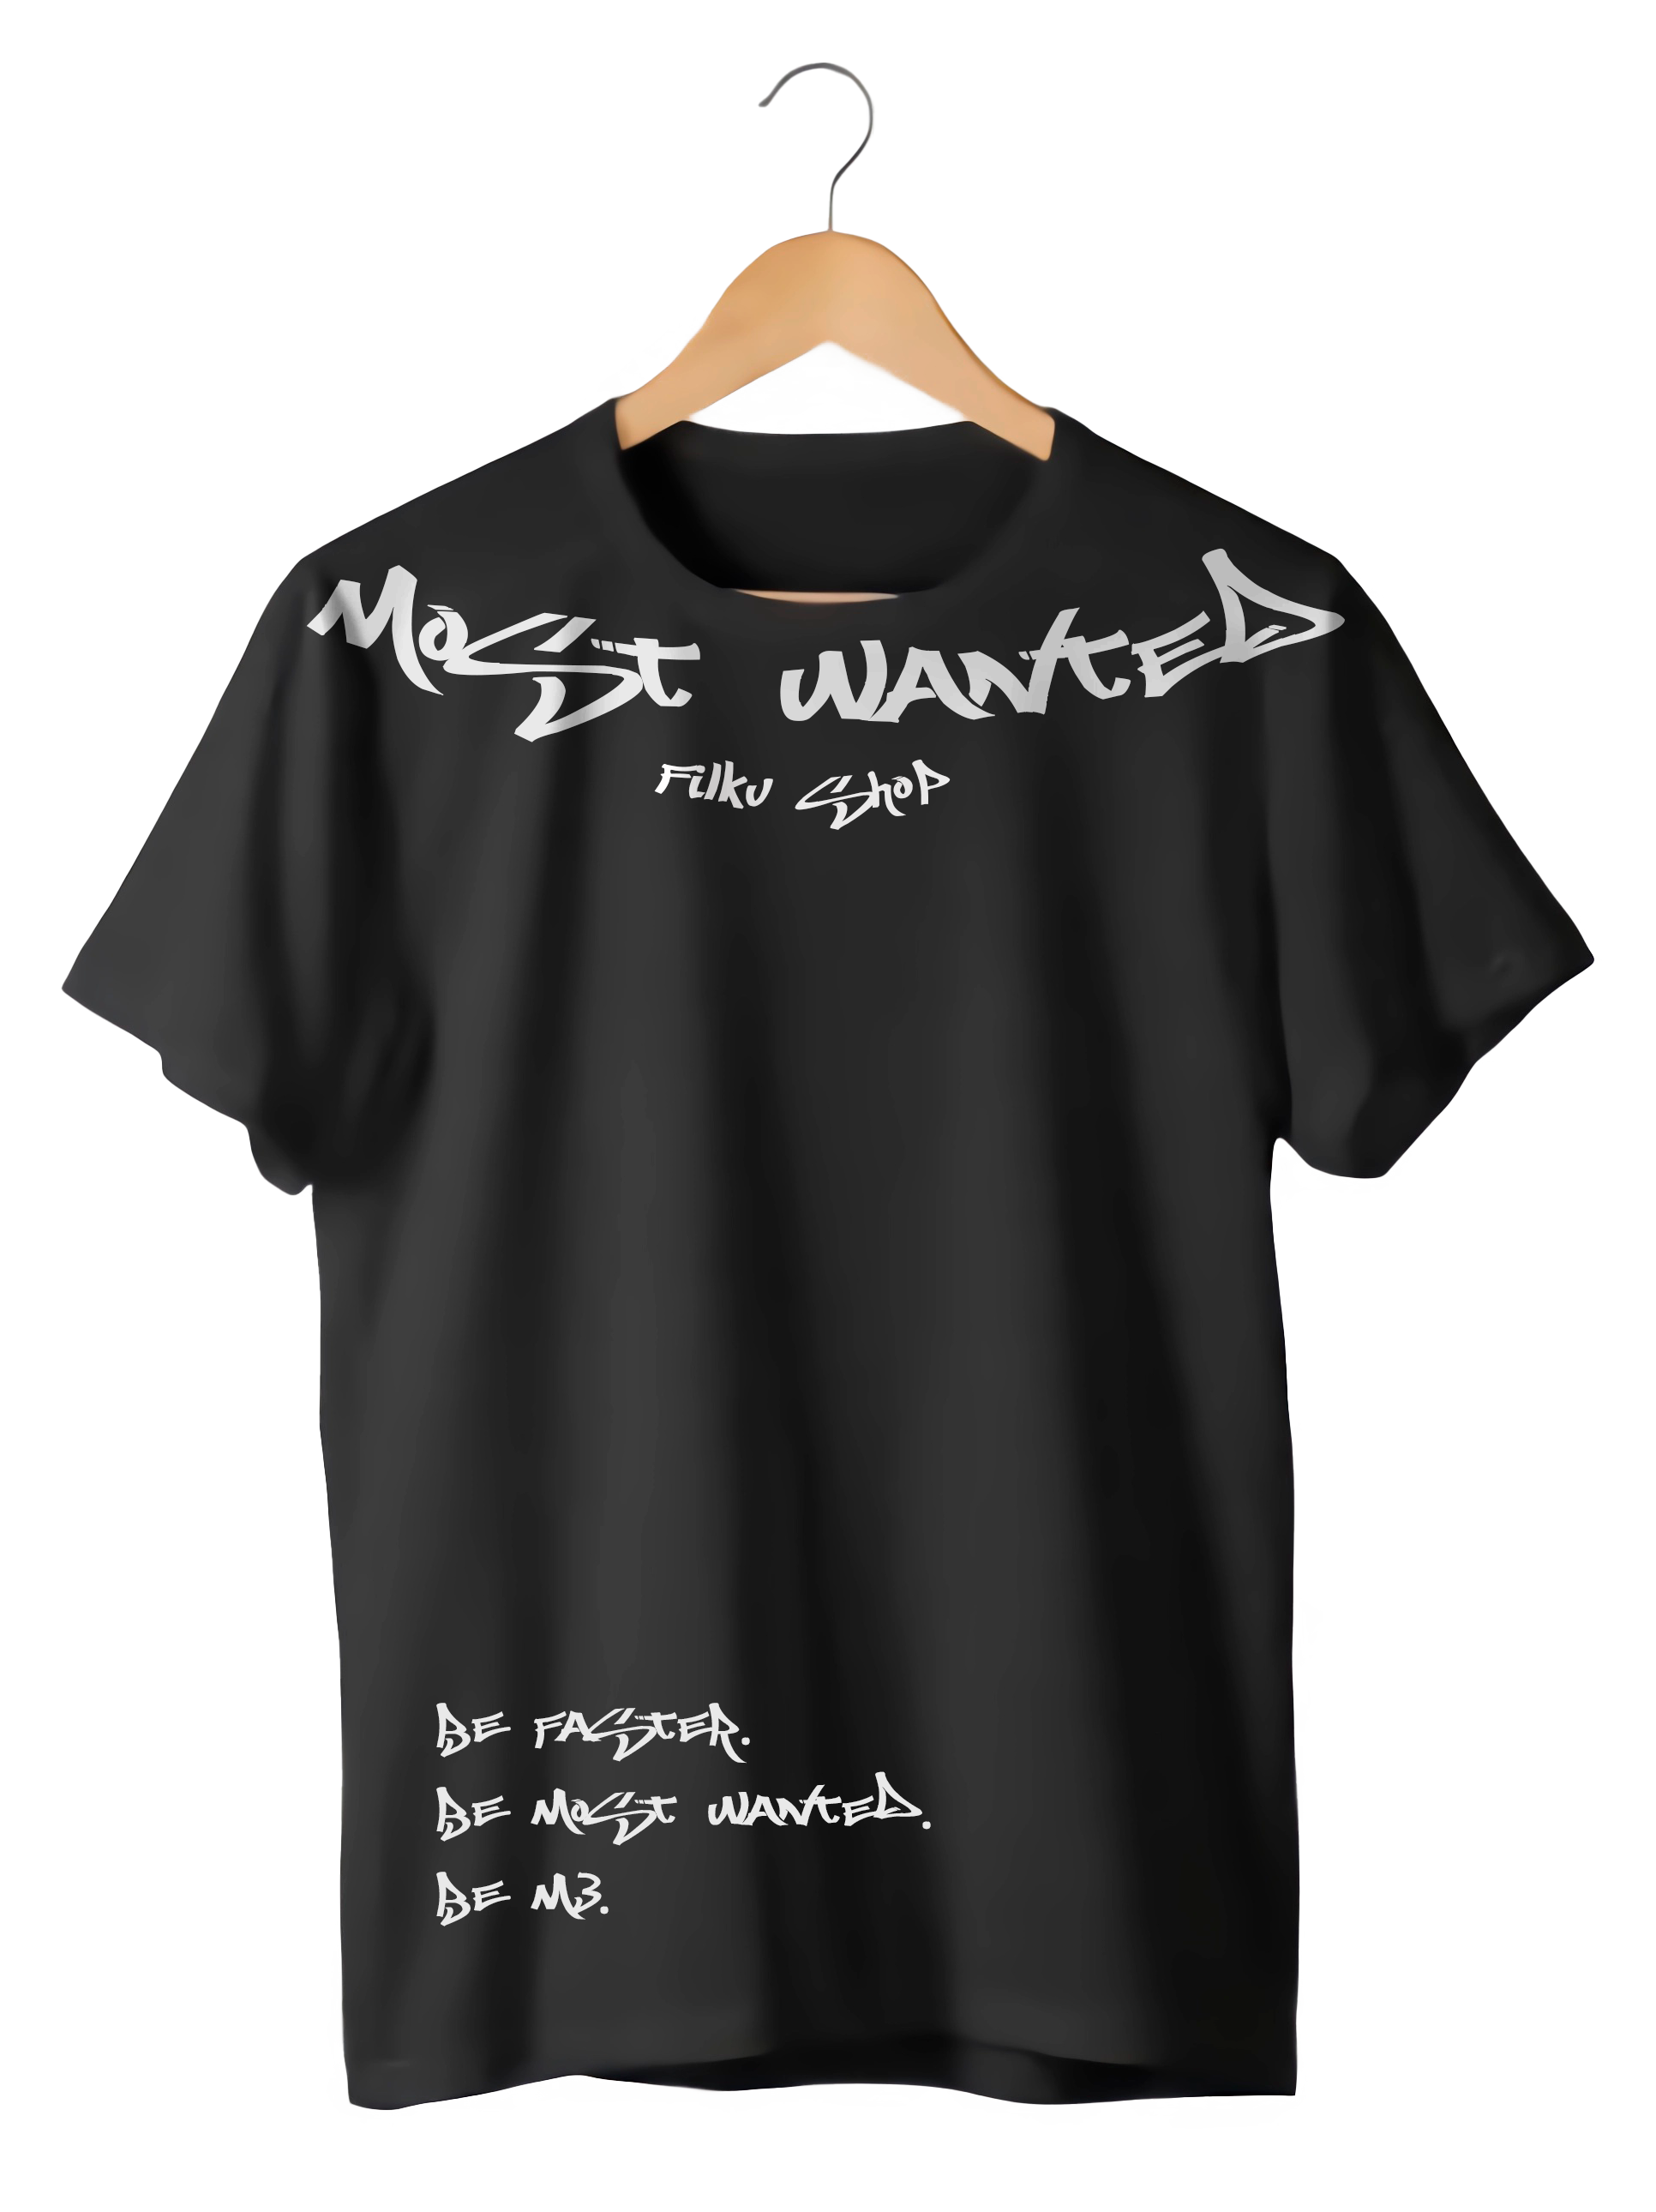 MOST WANTED
Filku Shop
BE FASTER.
BE MOST WANTED.
BE M3.